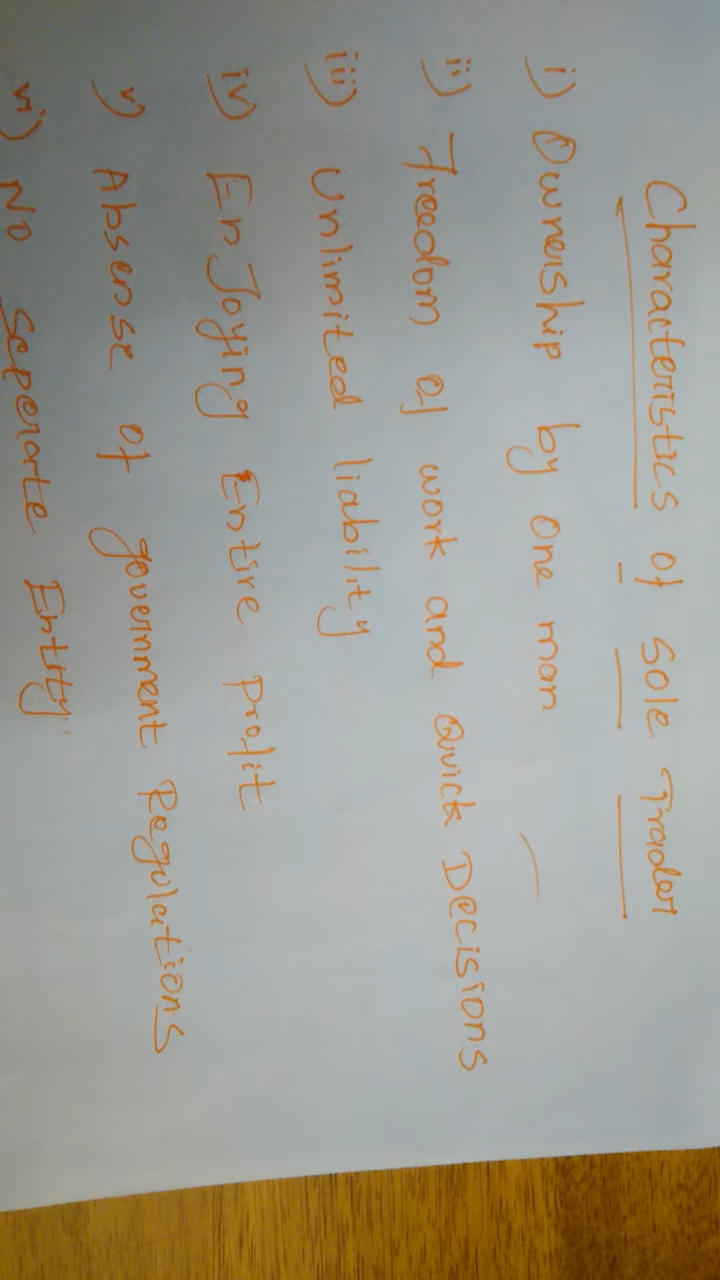 Characteristics of Sole Trader
i) Ownership by One man
ii) Freedom of work and Quick Decisions
iii) Unlimited liability
iv) EnJoying Entire Profit
v) Absense of government Regulations
vi) No Seperate Entity